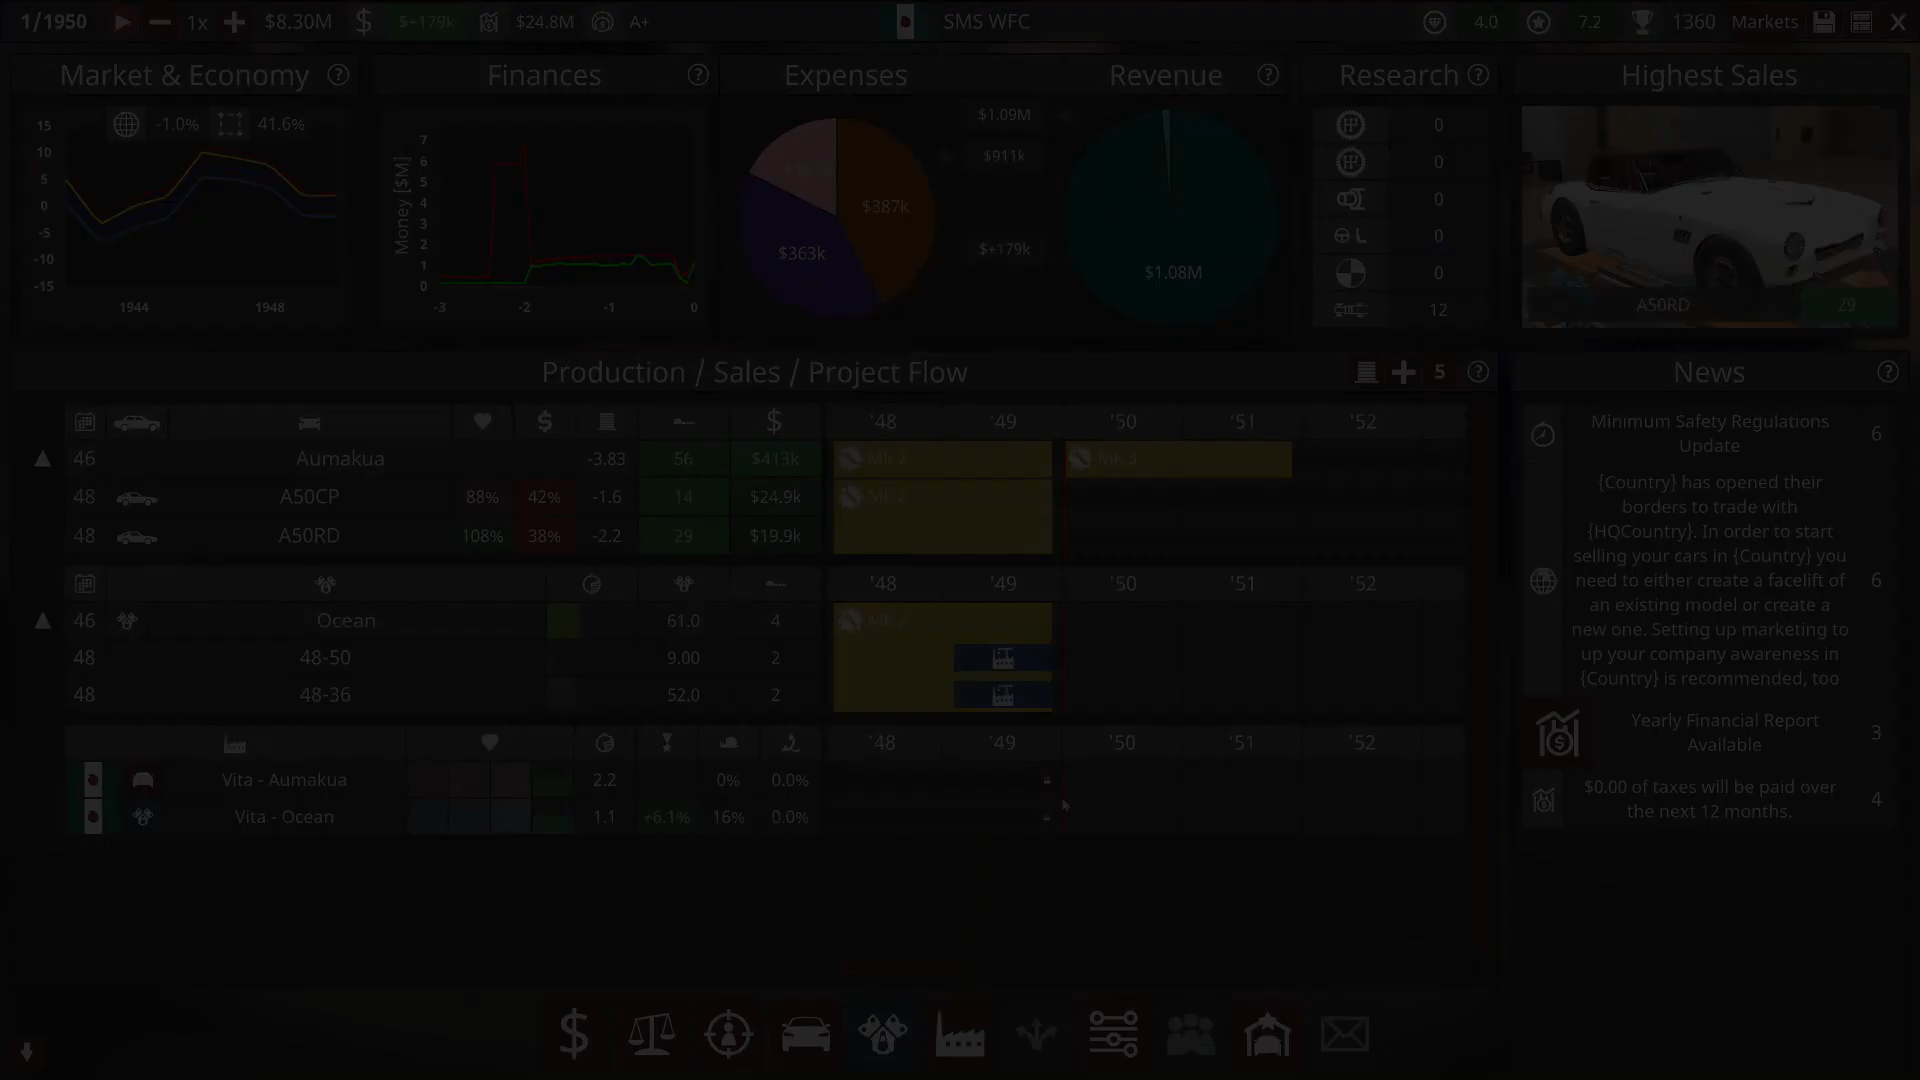 1/1950 1x $8.30M $+179k $24.8M A+ SMS WFC 4.0 7.2 1360 Markets
Market & Economy Finances Expenses Revenue Research Highest Sales
-1.0% 41.6%
15
10
5
0
-5
-10
-15
1944 1948
Money [$M]
7
6
5
4
3
2
1
0
-3 -2 -1 0
$387k
$363k
$1.09M
$911k
$+179k
$1.08M
0
0
0
0
0
12
A50RD 29
Production / Sales / Project Flow 5
'48 '49 '50 '51 '52
46 Aumakua -3.83 56 $413k Mk 2 Mk 3
48 A50CP 88% 42% -1.6 14 $24.9k Mk 2
48 A50RD 108% 38% -2.2 29 $19.9k
'48 '49 '50 '51 '52
46 Ocean 61.0 4 Mk 2
48 48-50 9.00 2
48 48-36 52.0 2
'48 '49 '50 '51 '52
Vita - Aumakua 2.2 0% 0.0%
Vita - Ocean 1.1 +6.1% 16% 0.0%
News
Minimum Safety Regulations
Update
6
{Country} has opened their
borders to trade with
{HQCountry}. In order to start
selling your cars in {Country} you
need to either create a facelift of
an existing model or create a
new one. Setting up marketing to
up your company awareness in
{Country} is recommended, too
6
Yearly Financial Report
Available
3
$0.00 of taxes will be paid over
the next 12 months.
4